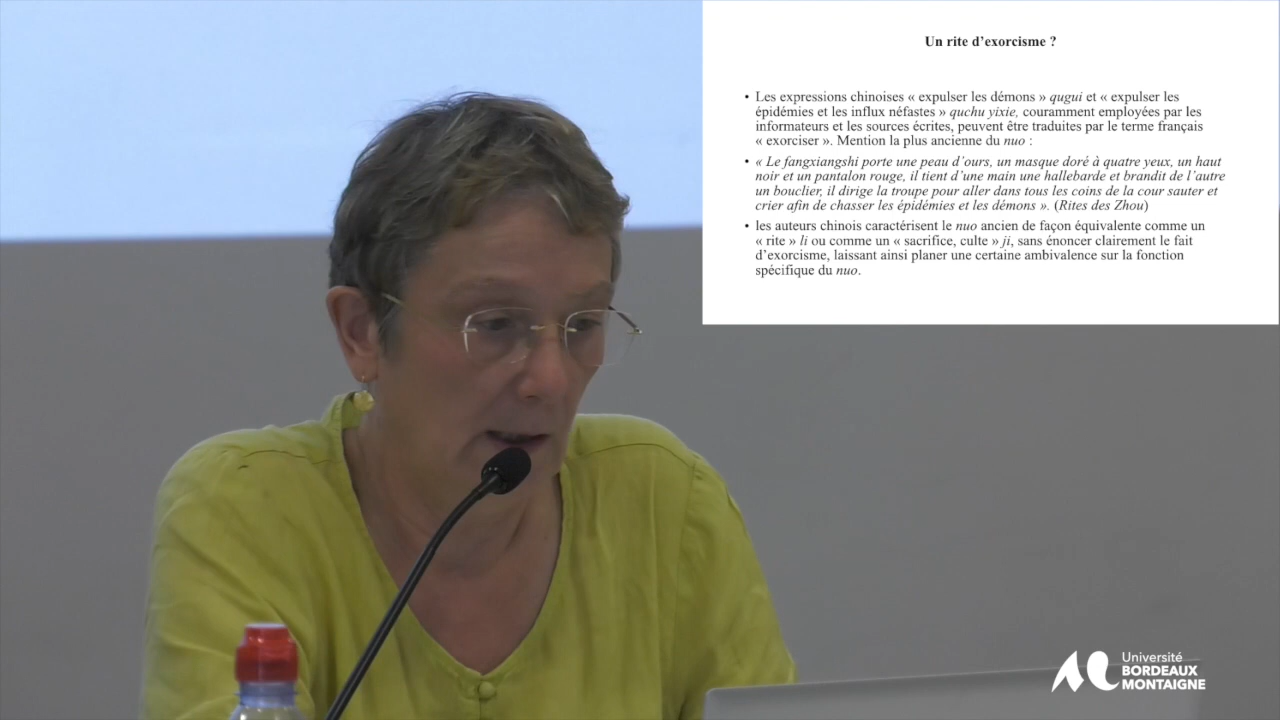 Un rite d'exorcisme ?
• Les expressions chinoises « expulser les démons » qugui et « expulser les
épidémies et les influx néfastes » quchu yixie, couramment employées par les
informateurs et les sources écrites, peuvent être traduites par le terme français
« exorciser ». Mention la plus ancienne du nuo :
• « Le fangxiangshi porte une peau d'ours, un masque doré à quatre yeux, un haut
noir et un pantalon rouge, il tient d'une main une hallebarde et brandit de l'autre
un bouclier, il dirige la troupe pour aller dans tous les coins de la cour sauter et
crier afin de chasser les épidémies et les démons ». (Rites des Zhou)
• les auteurs chinois caractérisent le nuo ancien de façon équivalente comme un
« rite » li ou comme un « sacrifice, culte » ji, sans énoncer clairement le fait
d'exorcisme, laissant ainsi planer une certaine ambivalence sur la fonction
spécifique du nuo.
Université
BORDEAUX
MONTAIGNE